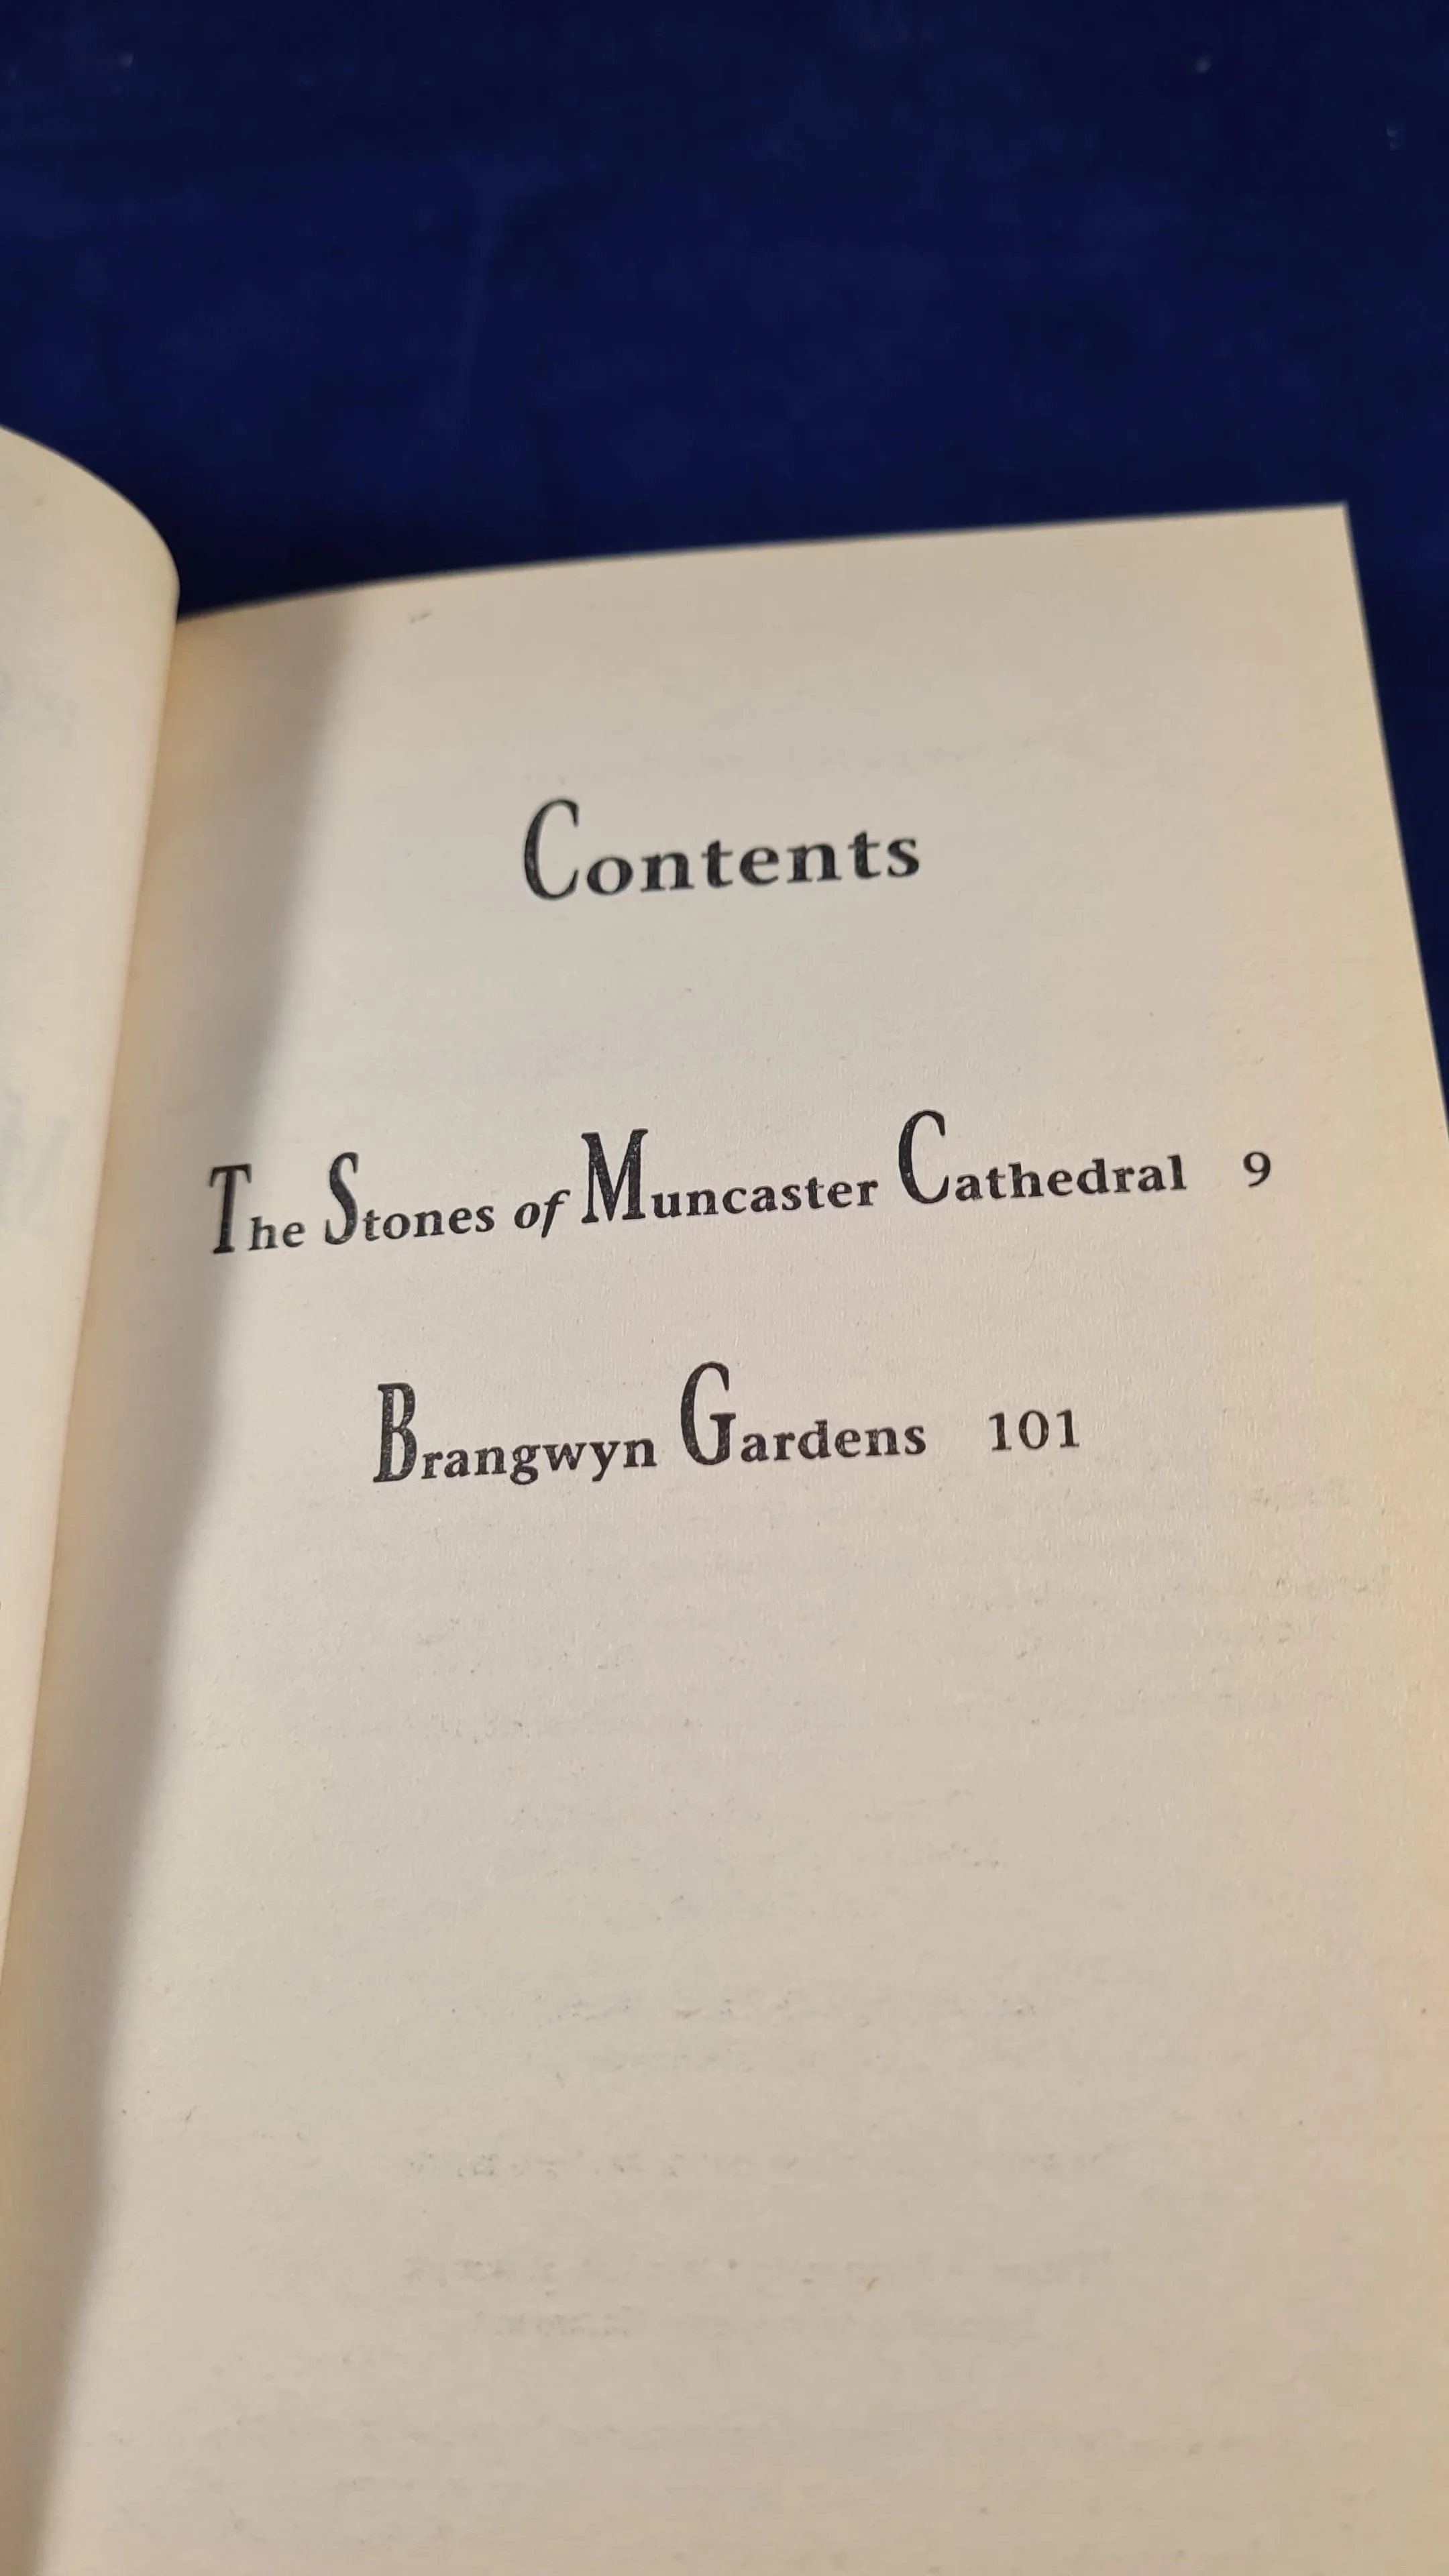 Contents
The Stones of Muncaster Cathedral 9
Brangwyn Gardens 101